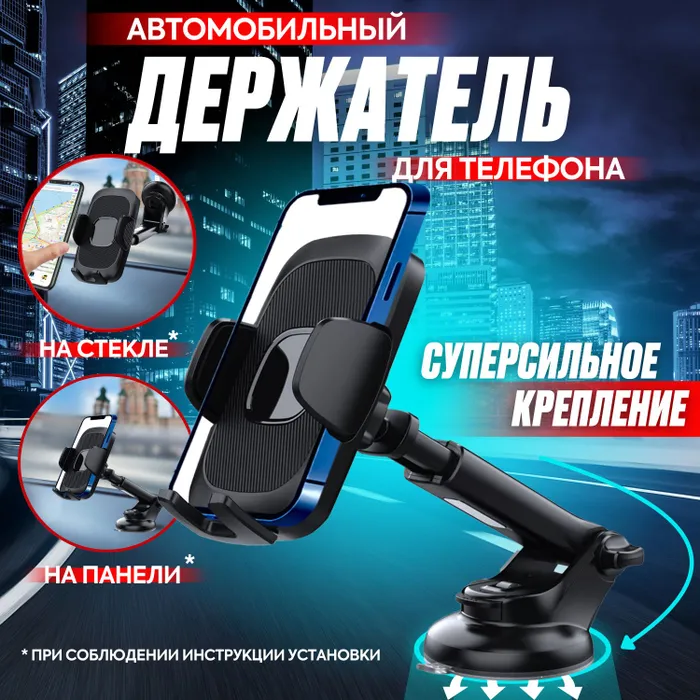 АВТОМОБИЛЬНЫЙ
ДЕРЖАТЕЛЬ
ДЛЯ ТЕЛЕФОНА
НА СТЕКЛЕ*
СУПЕРСИЛЬНОЕ
КРЕПЛЕНИЕ
НА ПАНЕЛИ*
* ПРИ СОБЛЮДЕНИИ ИНСТРУКЦИИ УСТАНОВКИ